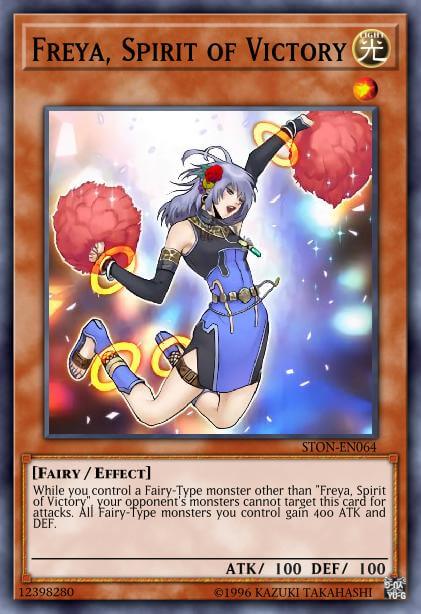 FREYA, SPIRIT OF VICTORY
LIGHT
光
STON-EN064
[FAIRY / EFFECT]
While you control a Fairy-Type monster other than "Freya, Spirit
of Victory", your opponent's monsters cannot target this card for
attacks. All Fairy-Type monsters you control gain 400 ATK and
DEF.
ATK/ 100 DEF/ 100
12398280
©1996 KAZUKI TAKAHASHI